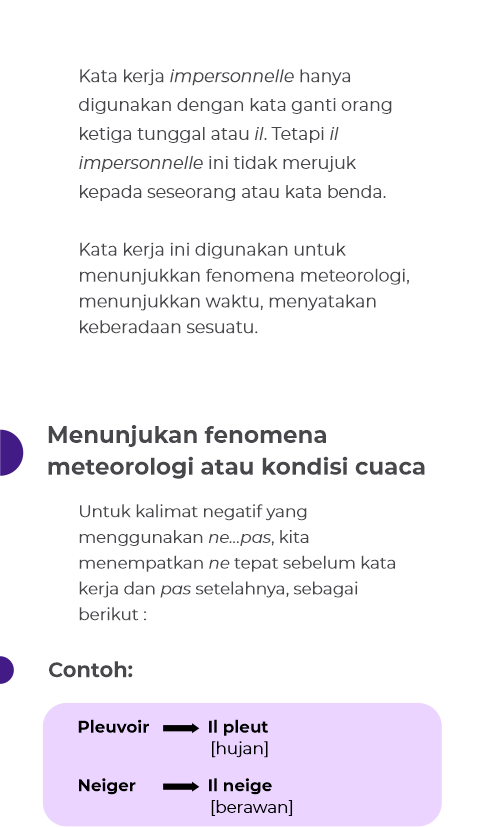 Kata kerja impersonnelle hanya
digunakan dengan kata ganti orang
ketiga tunggal atau il. Tetapi il
impersonnelle ini tidak merujuk
kepada seseorang atau kata benda.
Kata kerja ini digunakan untuk
menunjukkan fenomena meteorologi,
menunjukkan waktu, menyatakan
keberadaan sesuatu.
Menunjukan fenomena
meteorologi atau kondisi cuaca
Untuk kalimat negatif yang
menggunakan ne...pas, kita
menempatkan ne tepat sebelum kata
kerja dan pas setelahnya, sebagai
berikut :
Contoh:
Pleuvoir Il pleut
[hujan]
Neiger Il neige
[berawan]